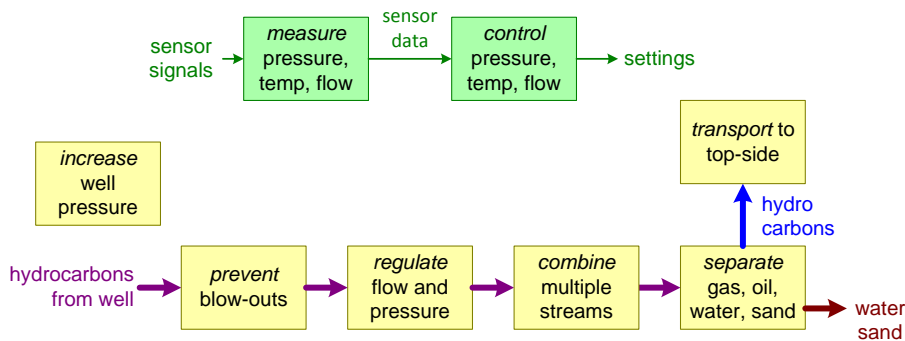 sensor
signals
measure
pressure,
temp, flow
sensor
data
control
pressure,
temp, flow
settings
transport to
top-side
increase
well
pressure
hydro
carbons
hydrocarbons
from well
prevent
blow-outs
regulate
flow and
pressure
combine
multiple
streams
separate
gas, oil,
water, sand
water
sand